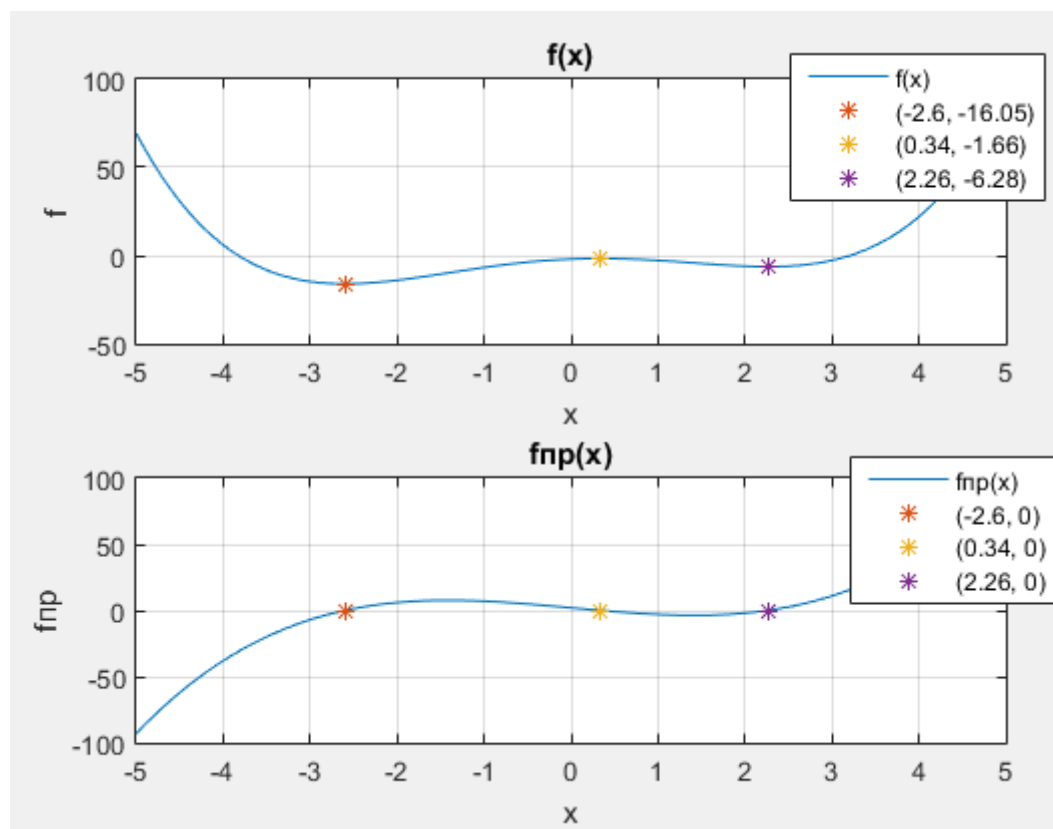 f(x)
f(x)
(-2.6, -16.05)
(0.34, -1.66)
(2.26, -6.28)
100
50
0
-50
f
-5 -4 -3 -2 -1 0 1 2 3 4 5
x
fпр(x)
fпр(x)
(-2.6, 0)
(0.34, 0)
(2.26, 0)
100
50
0
-50
-100
fпр
-5 -4 -3 -2 -1 0 1 2 3 4 5
x